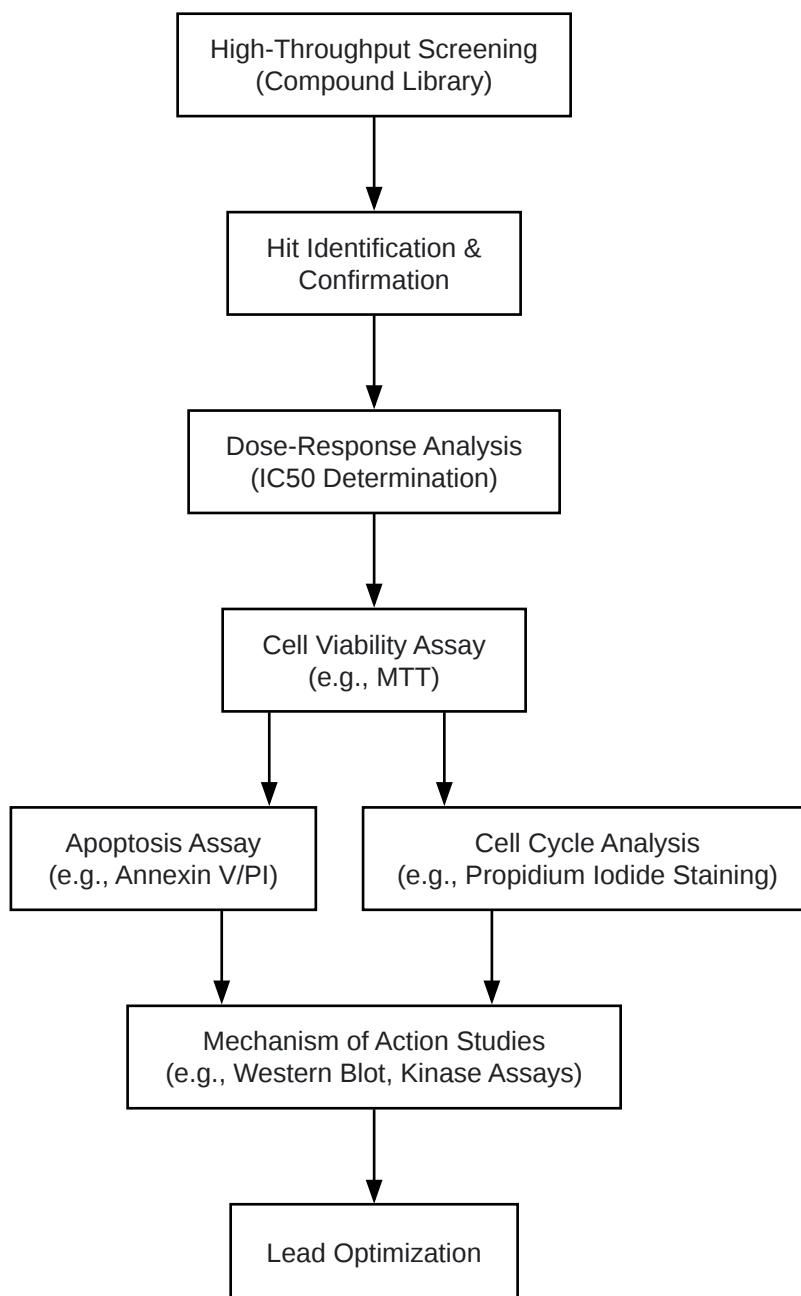 High-Throughput Screening
(Compound Library)
Hit Identification &
Confirmation
Dose-Response Analysis
(IC50 Determination)
Cell Viability Assay
(e.g., MTT)
Apoptosis Assay
(e.g., Annexin V/PI)
Cell Cycle Analysis
(e.g., Propidium Iodide Staining)
Mechanism of Action Studies
(e.g., Western Blot, Kinase Assays)
Lead Optimization